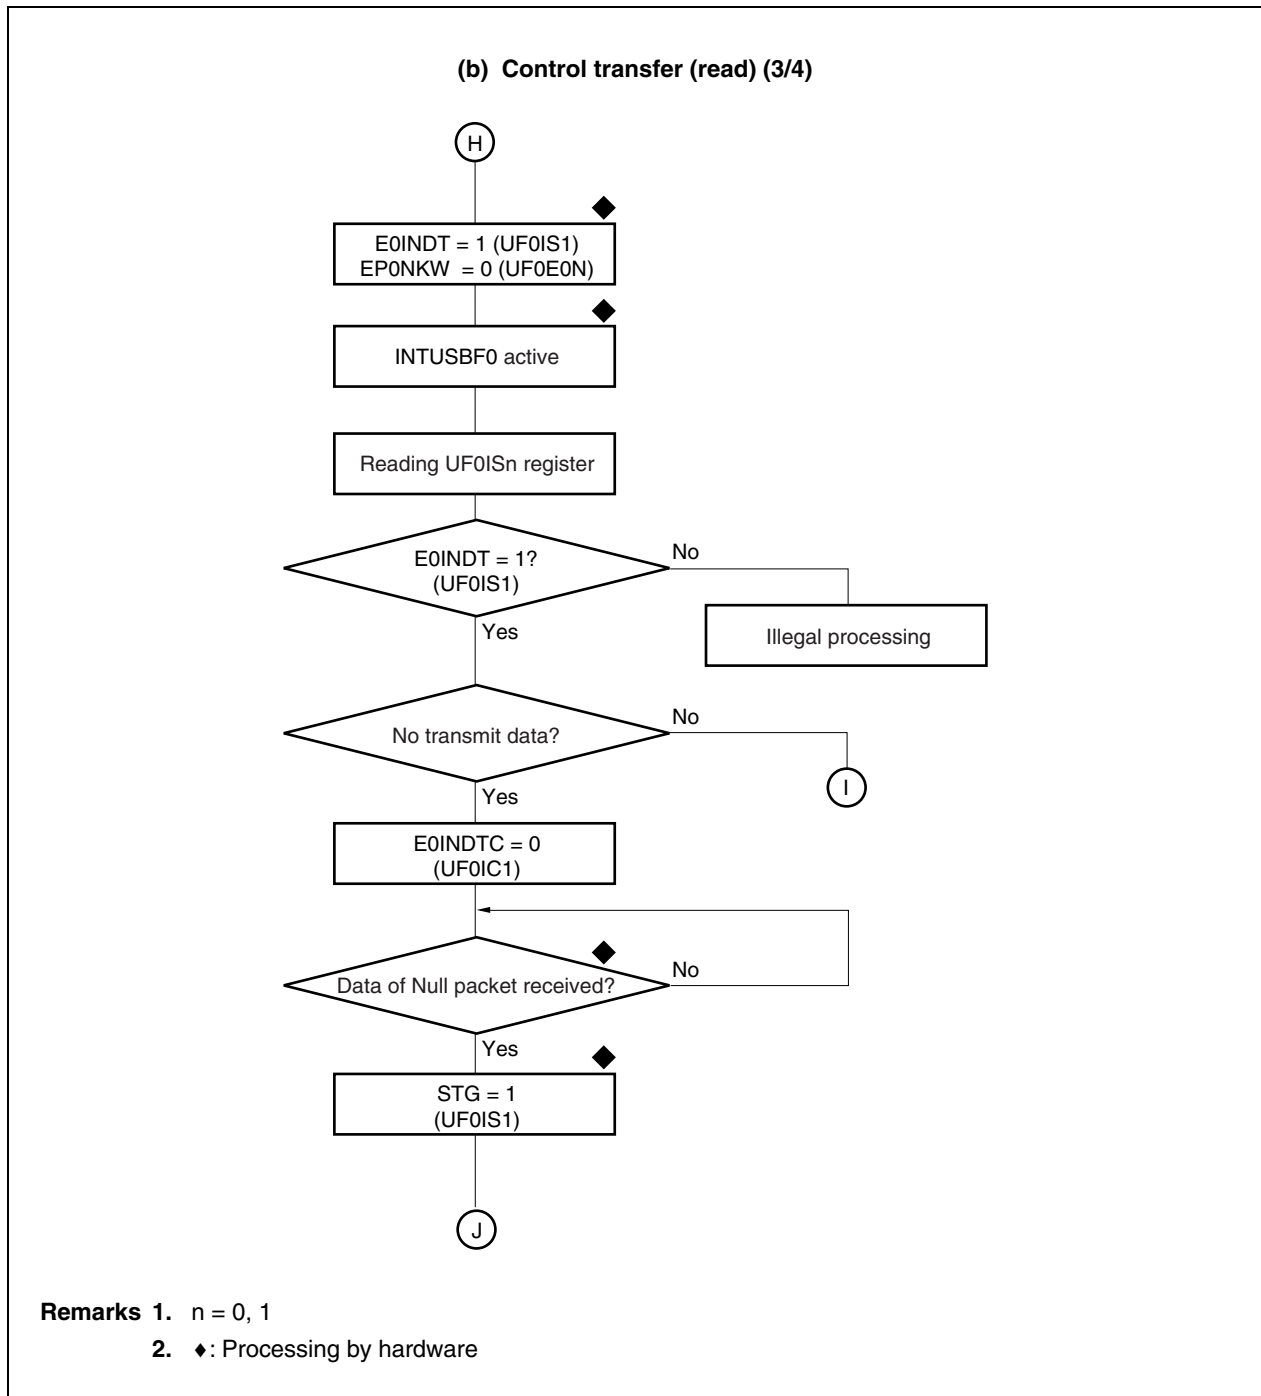 (b) Control transfer (read) (3/4)
H
E0INDT = 1 (UF0IS1)
EP0NKW = 0 (UF0E0N)
INTUSBF0 active
Reading UF0ISn register
E0INDT = 1?
(UF0IS1)
No
Illegal processing
Yes
No transmit data?
No
I
Yes
E0INDTC = 0
(UF0IC1)
Data of Null packet received?
No
Yes
STG = 1
(UF0IS1)
J
Remarks 1. n = 0, 1
2. ♦: Processing by hardware